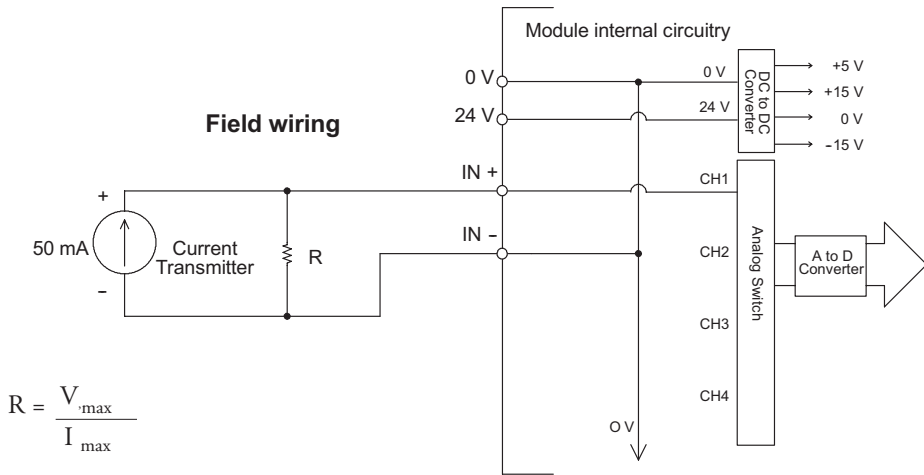 Module internal circuitry
0 V
0 V
DC to DC
Converter
+5 V
+15 V
0 V
-15 V
24 V
24 V
Field wiring
IN +
CH1
+
50 mA
Current
Transmitter
R
-
IN -
CH2
Analog Switch
A to D
Converter
CH3
CH4
R = V max
I max
O V